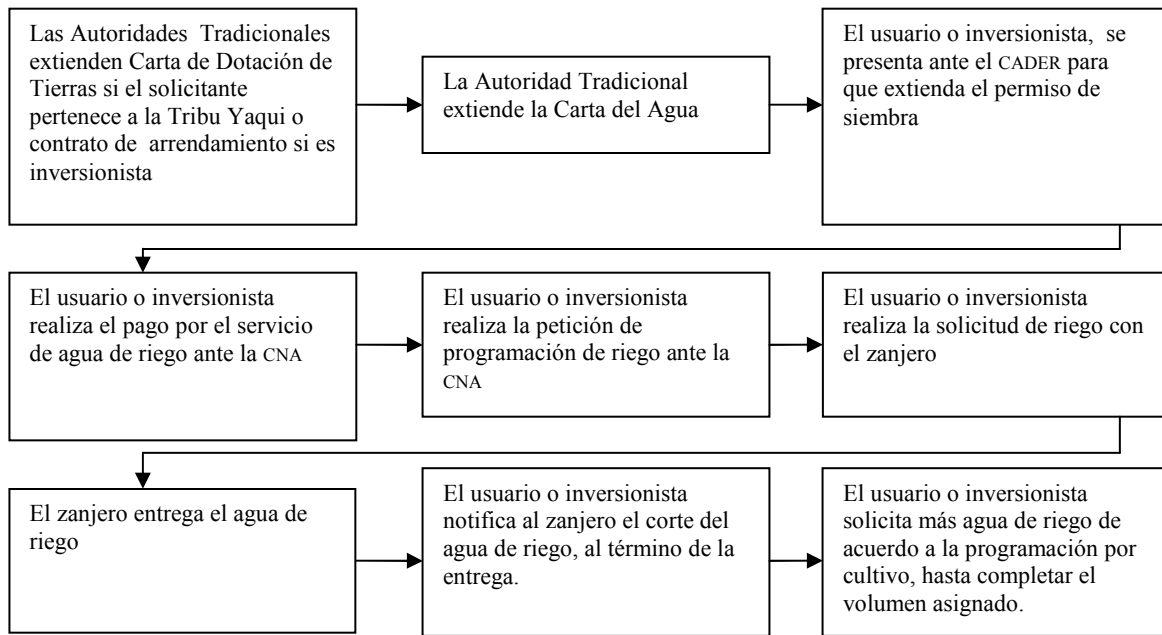 Las Autoridades Tradicionales
extienden Carta de Dotación de
Tierras si el solicitante
pertenece a la Tribu Yaqui o
contrato de arrendamiento si es
inversionista
La Autoridad Tradicional
extiende la Carta del Agua
El usuario o inversionista, se
presenta ante el CADER para
que extienda el permiso de
siembra
El usuario o inversionista
realiza el pago por el servicio
de agua de riego ante la CNA
El usuario o inversionista
realiza la petición de
programación de riego ante la
CNA
El usuario o inversionista
realiza la solicitud de riego con
el zanjero
El zanjero entrega el agua de
riego
El usuario o inversionista
notifica al zanjero el corte del
agua de riego, al término de la
entrega.
El usuario o inversionista
solicita más agua de riego de
acuerdo a la programación por
cultivo, hasta completar el
volumen asignado.